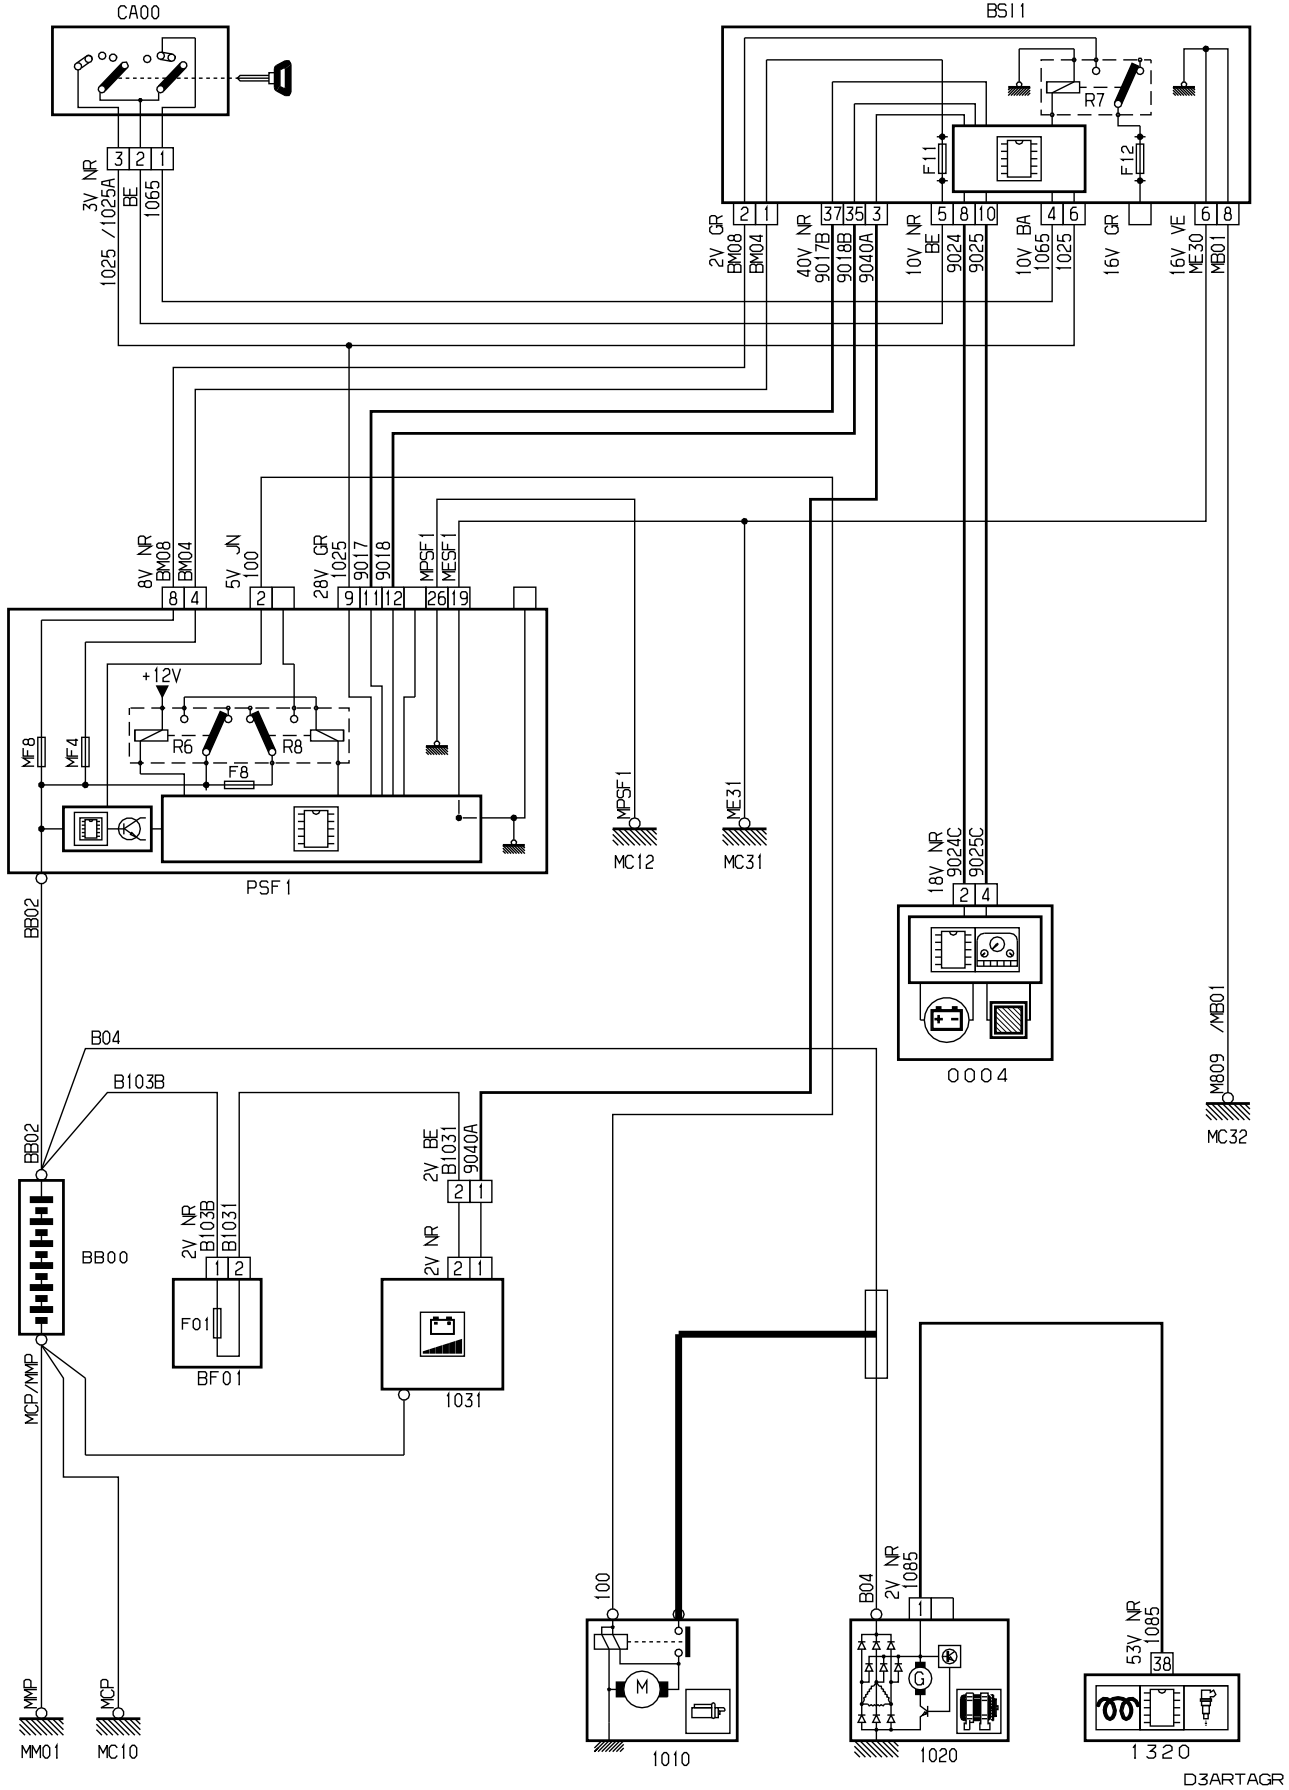 CA00
BSI1
R7
F11
F12
3 2 1
3V NR
1025 /1025A
BE
1065
2 1 37 35 3 5 8 10 4 6 6 8
2V GR
BM08
BM04
40V NR
9017B
9018B
9040A
10V NR
BE
9024
9025
10V BA
1065
1025
16V GR
16V VE
ME30
MB01
8V NR
BM08
BM04
5V JN
100
28V GR
1025
9017
9018
MPSF1
MESF1
8 4 2 9 11 12 26 19
+12V
MF8
MF4
R6
R8
F8
PSF1
MPSF1
MC12
ME31
MC31
18V NR
9024C
9025C
2 4
+ -
0004
M809 /MB01
MC32
BB02
B04
B103B
BB02
BB00
2V NR
B103B
B1031
1 2
F01
BF01
2V BE
B1031
9040A
2 1
2V NR
2 1
1031
MCP/MMP
MMP
MM01
MCP
MC10
100
M
1010
B04
2V NR
1085
1
G
1020
53V NR
1085
38
1320
D3ARTAGR